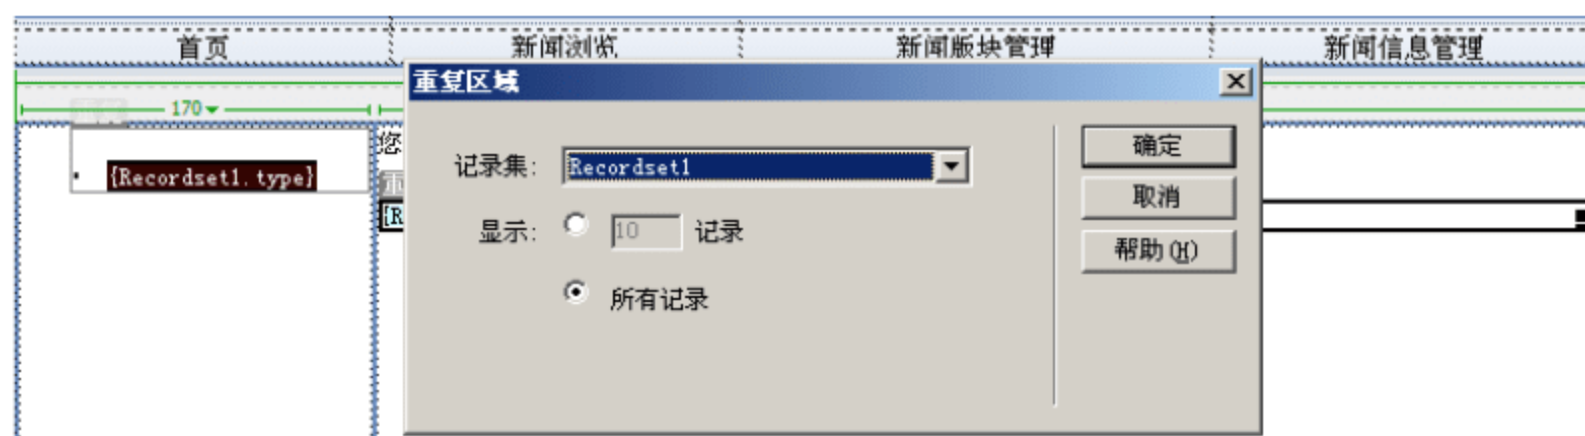 首页 新闻浏览 新闻版块管理 新闻信息管理
重复区域
170
您
确定
{Recordset1.type}
记录集: Recordset1
重
取消
{R
显示: 10 记录
帮助(H)
所有记录